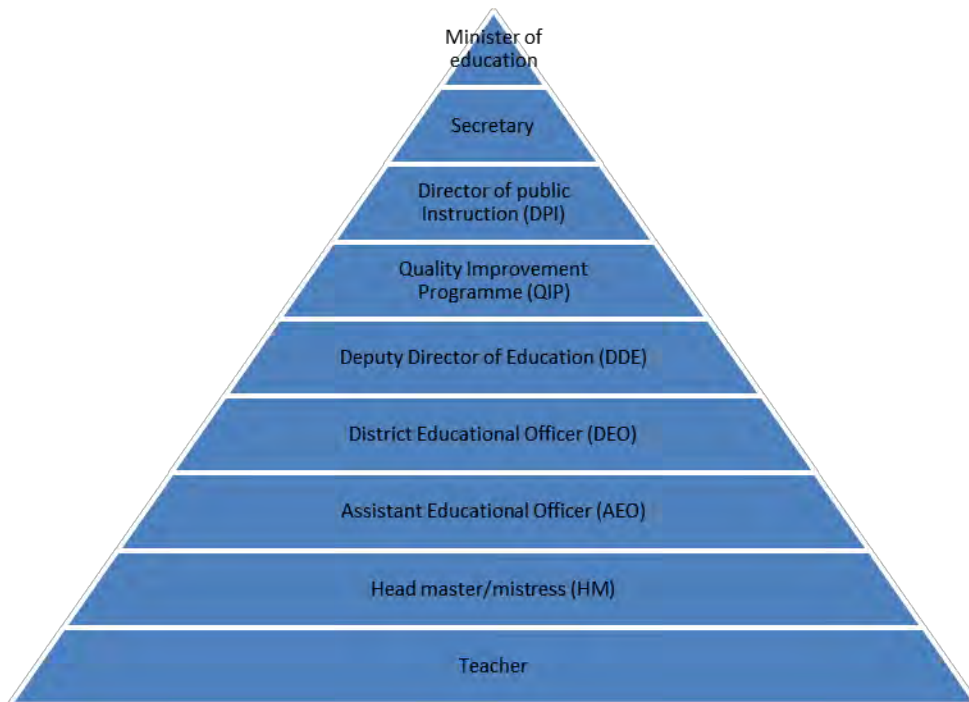 Minister of
education
Secretary
Director of public
Instruction (DPI)
Quality Improvement
Programme (QIP)
Deputy Director of Education (DDE)
District Educational Officer (DEO)
Assistant Educational Officer (AEO)
Head master/mistress (HM)
Teacher